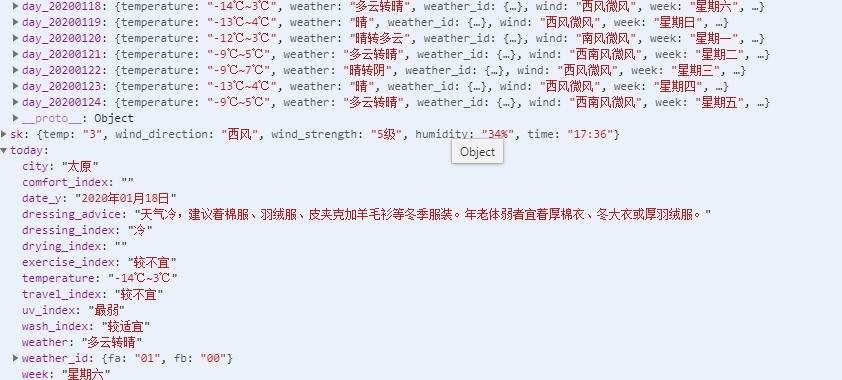 day_20200118: {temperature: "-14℃~3℃", weather: "多云转晴", weather_id: {…}, wind: "西风微风", week: "星期六", …}
day_20200119: {temperature: "-13℃~4℃", weather: "晴", weather_id: {…}, wind: "西风微风", week: "星期日", …}
day_20200120: {temperature: "-12℃~3℃", weather: "晴转多云", weather_id: {…}, wind: "南风微风", week: "星期一", …}
day_20200121: {temperature: "-9℃~5℃", weather: "多云转晴", weather_id: {…}, wind: "西南风微风", week: "星期二", …}
day_20200122: {temperature: "-9℃~7℃", weather: "晴转阴", weather_id: {…}, wind: "西风微风", week: "星期三", …}
day_20200123: {temperature: "-13℃~4℃", weather: "晴", weather_id: {…}, wind: "西风微风", week: "星期四", …}
day_20200124: {temperature: "-9℃~5℃", weather: "多云转晴", weather_id: {…}, wind: "西南风微风", week: "星期五", …}
__proto__: Object
sk: {temp: "3", wind_direction: "西风", wind_strength: "5级", humidity: "34%", time: "17:36"}
Object
today:
city: "太原"
comfort_index: ""
date_y: "2020年01月18日"
dressing_advice: "天气冷，建议着棉服、羽绒服、皮夹克加羊毛衫等冬季服装。年老体弱者宜着厚棉衣、冬大衣或厚羽绒服。"
dressing_index: "冷"
drying_index: ""
exercise_index: "较不宜"
temperature: "-14℃~3℃"
travel_index: "较不宜"
uv_index: "最弱"
wash_index: "较适宜"
weather: "多云转晴"
weather_id: {fa: "01", fb: "00"}
week: "星期六"